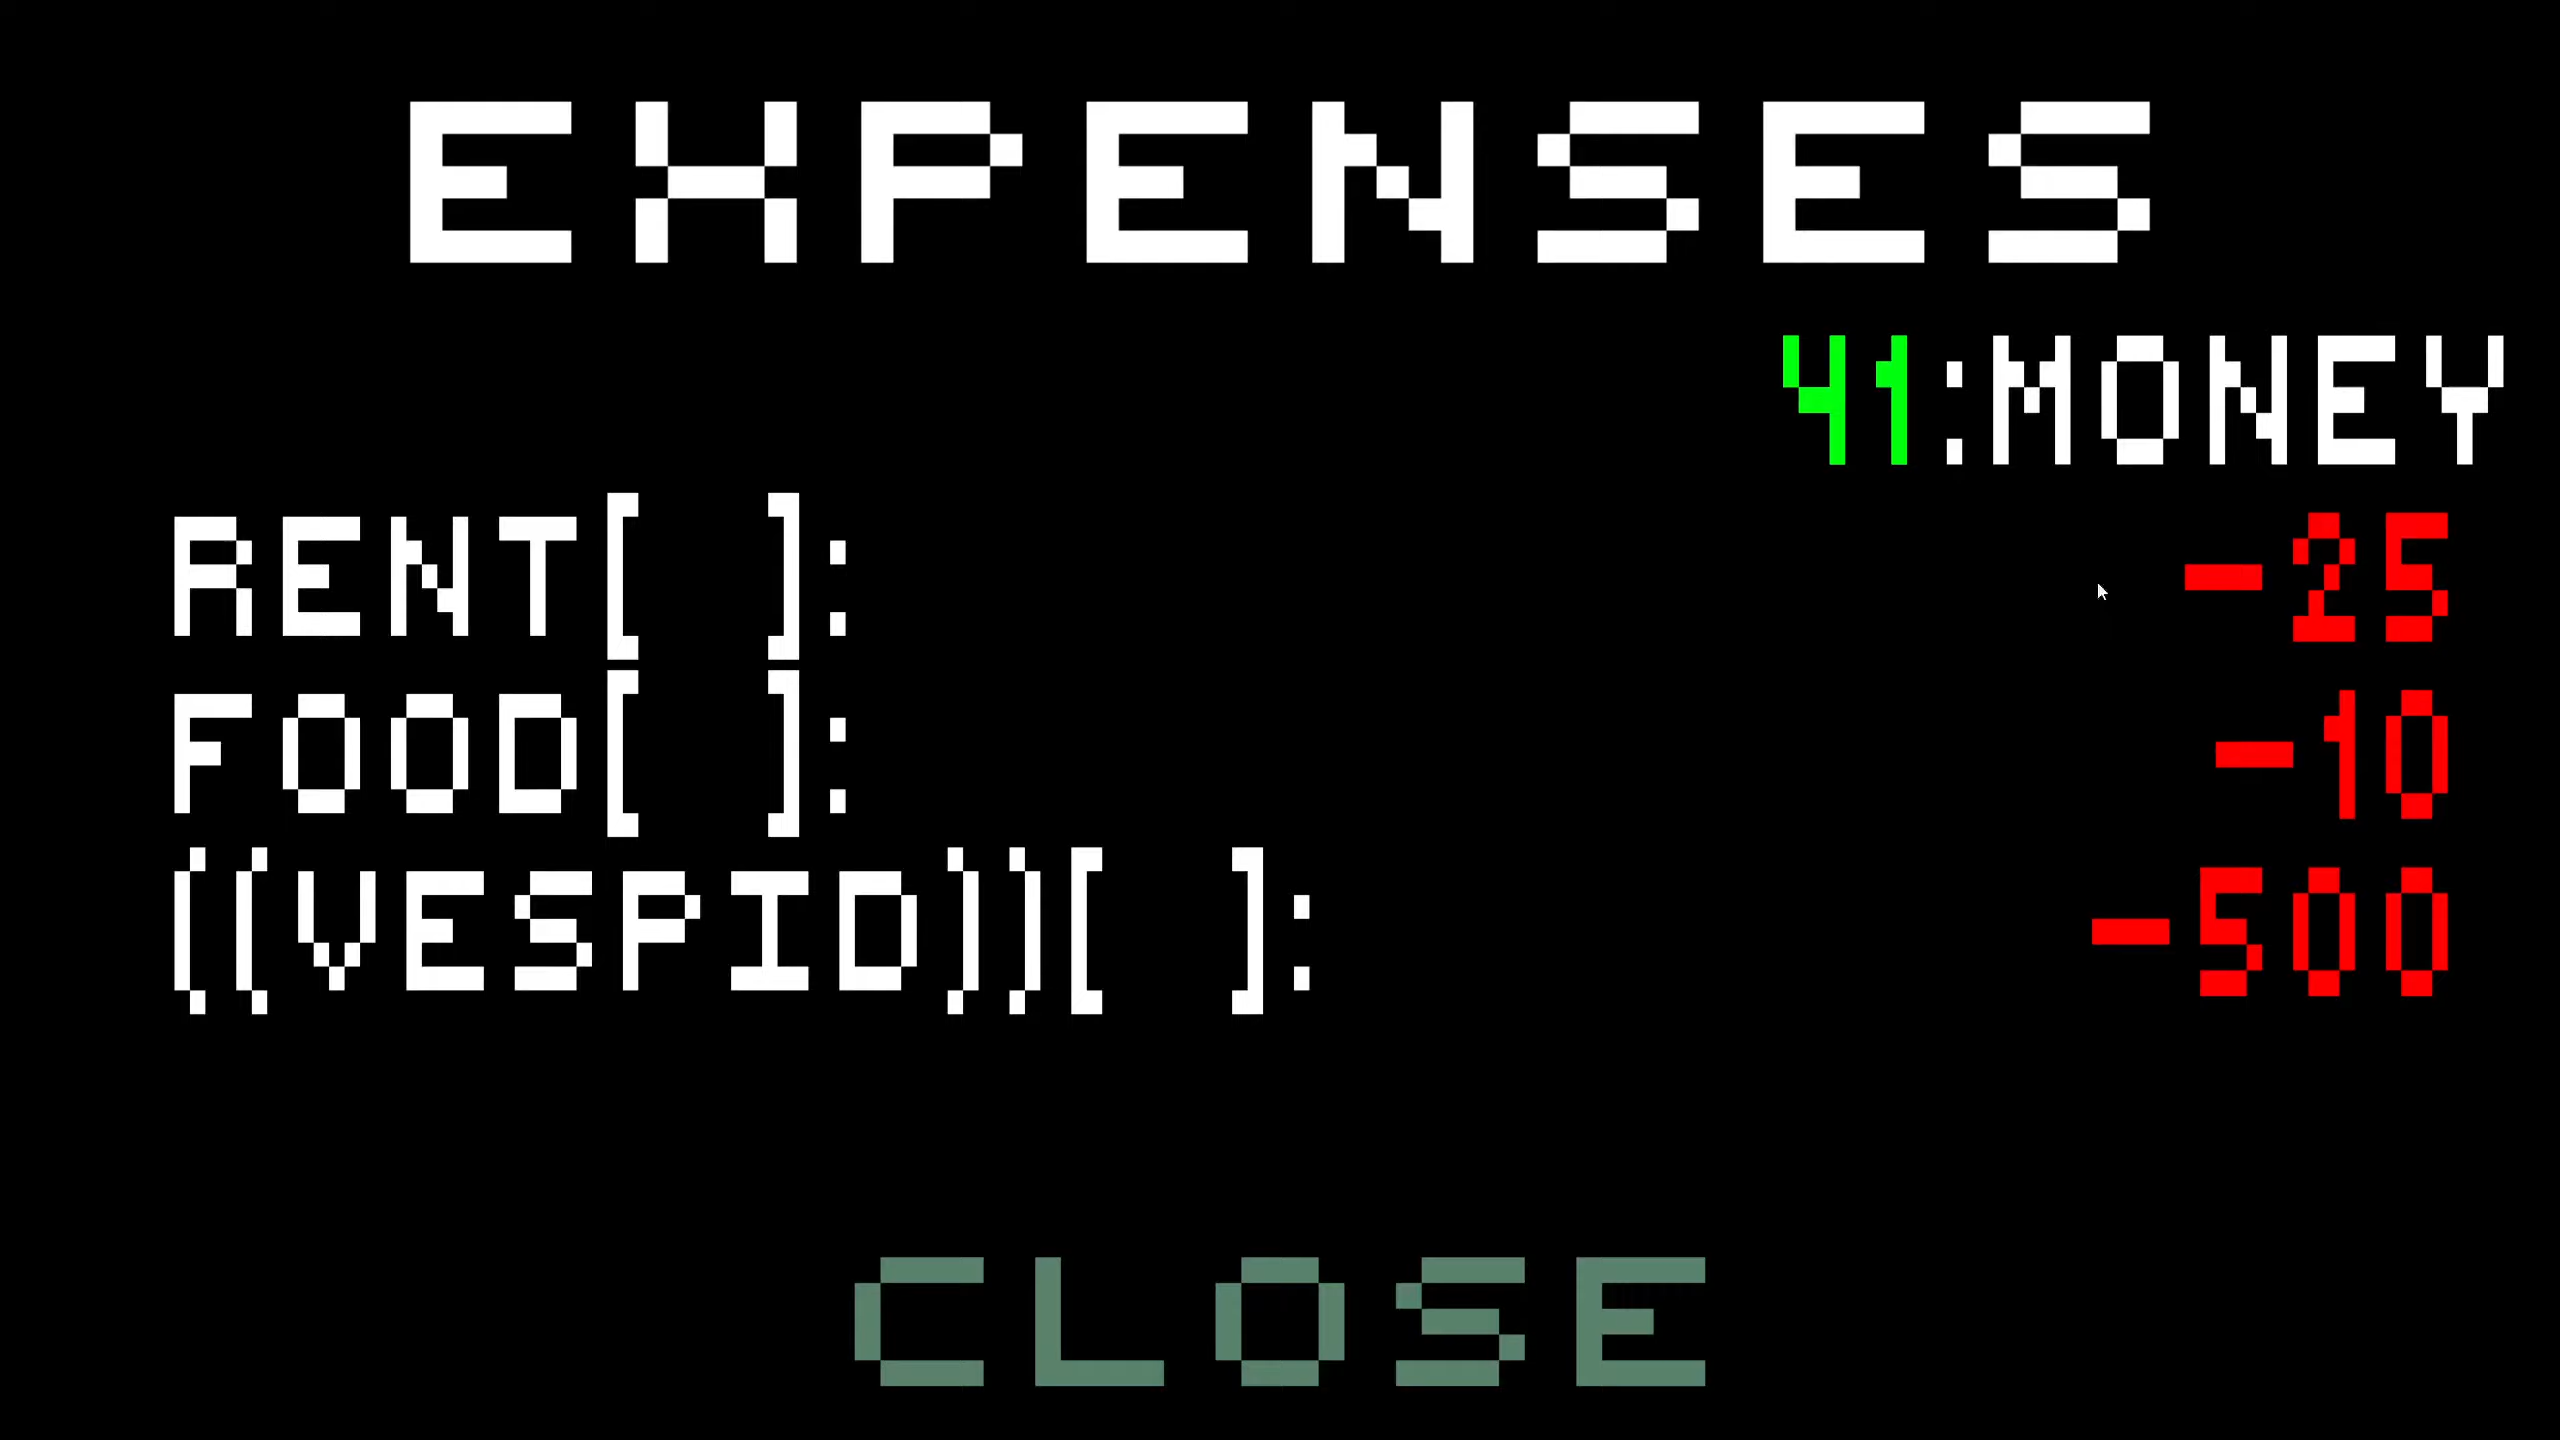 EXPENSES
41:MONEY
RENT[ ]: -25
FOOD[ ]: -10
((VESPID))[ ]: -500
CLOSE